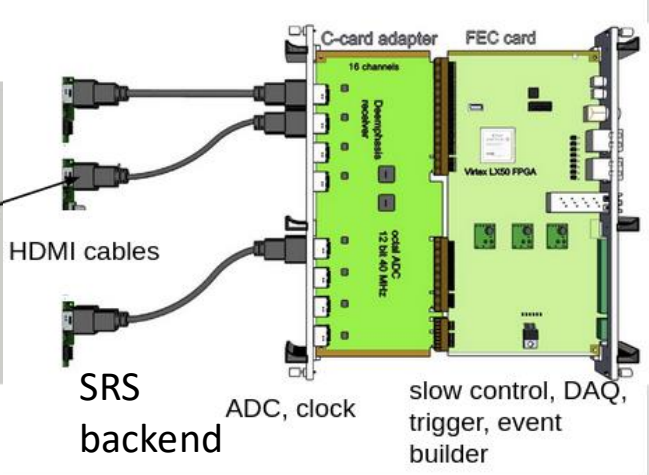 C-card adapter
FEC card
16 channels
Deemphasis
receiver
Virtex LX50 FPGA
octal ADC
12 bit 40 MHz
HDMI cables
SRS
backend
ADC, clock
slow control, DAQ,
trigger, event
builder